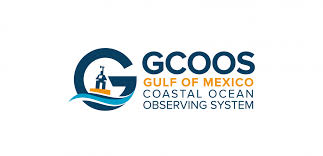 GCOOS
GULF OF MEXICO
COASTAL OCEAN
OBSERVING SYSTEM